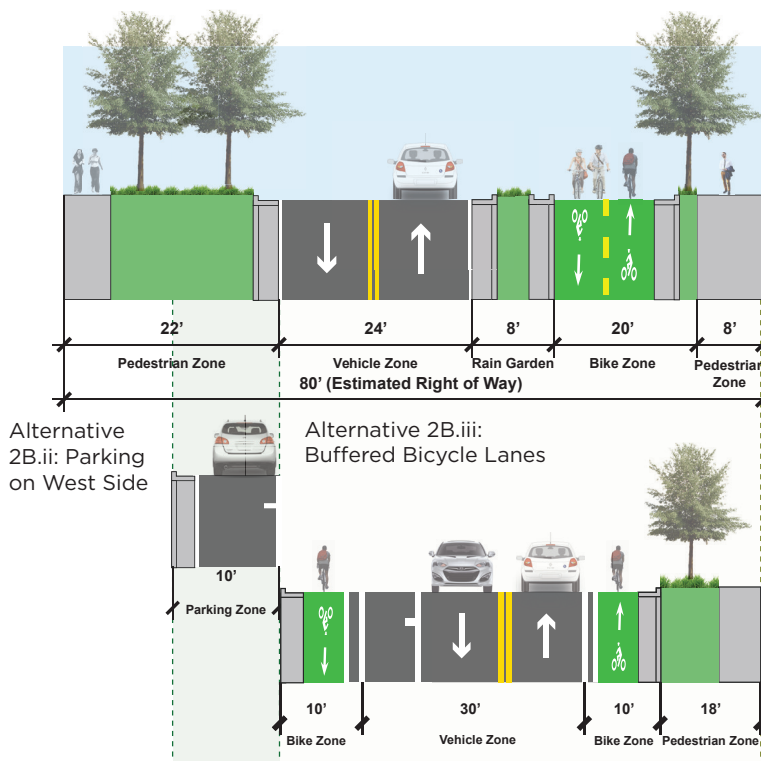 22’ 24’ 8’ 20’ 8’
Pedestrian Zone Vehicle Zone Rain Garden Bike Zone Pedestrian
Zone
80’ (Estimated Right of Way)
Alternative
2B.ii: Parking
on West Side
Alternative 2B.iii:
Buffered Bicycle Lanes
10’
Parking Zone
10’ 30’ 10’ 18’
Bike Zone Vehicle Zone Bike Zone Pedestrian Zone